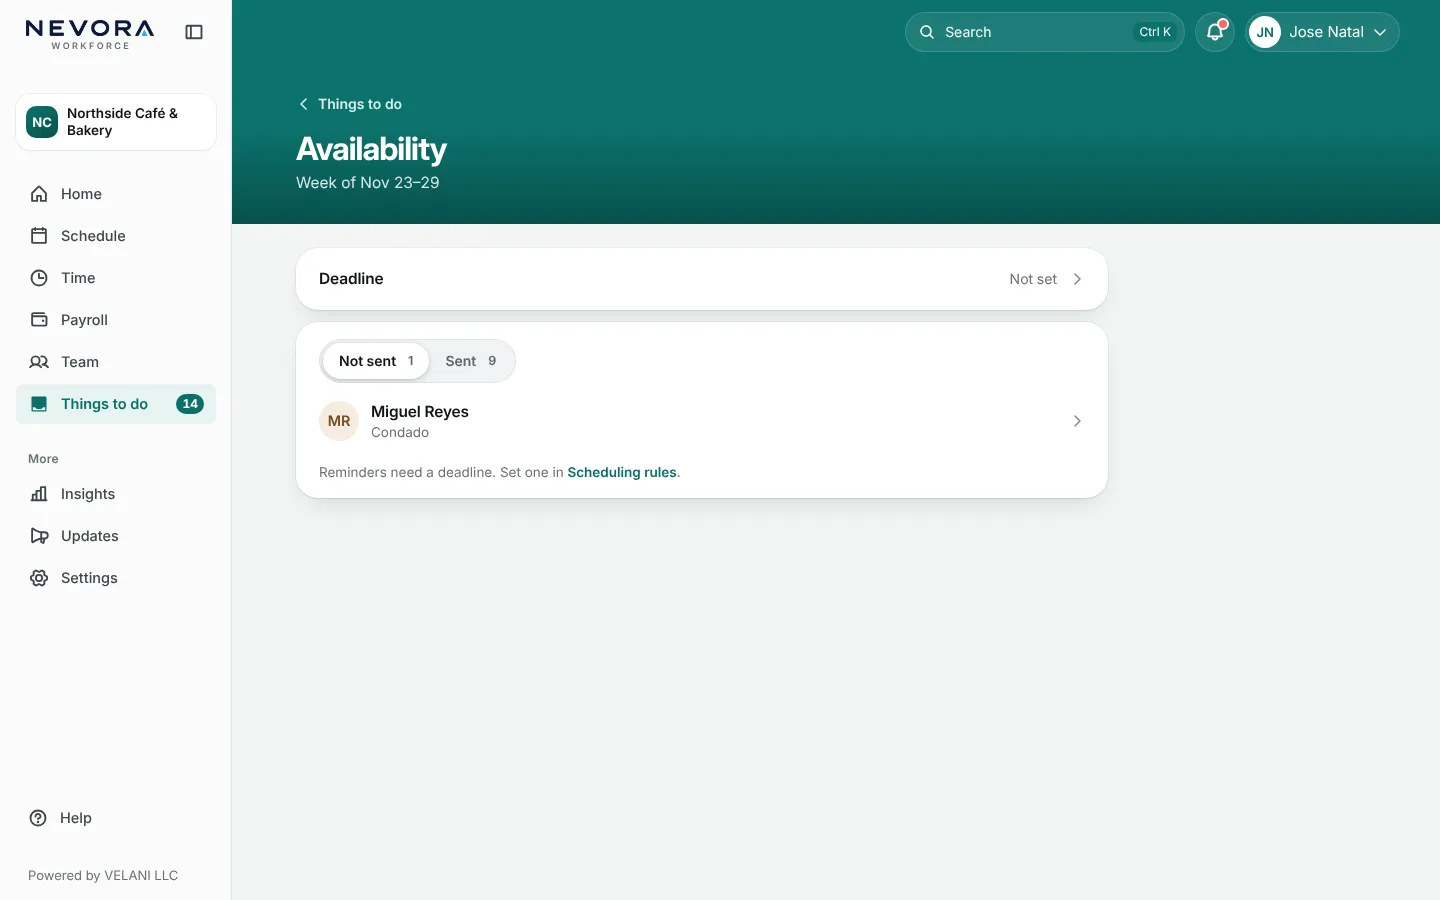 NEVORA
WORKFORCE
Search
Ctrl K
JN
Jose Natal
NC
Northside Café &
Bakery
Home
Schedule
Time
Payroll
Team
Things to do
14
More
Insights
Updates
Settings
Help
Powered by VELANI LLC
Things to do
Availability
Week of Nov 23–29
Deadline
Not set
Not sent 1
Sent 9
MR
Miguel Reyes
Condado
Reminders need a deadline. Set one in Scheduling rules.